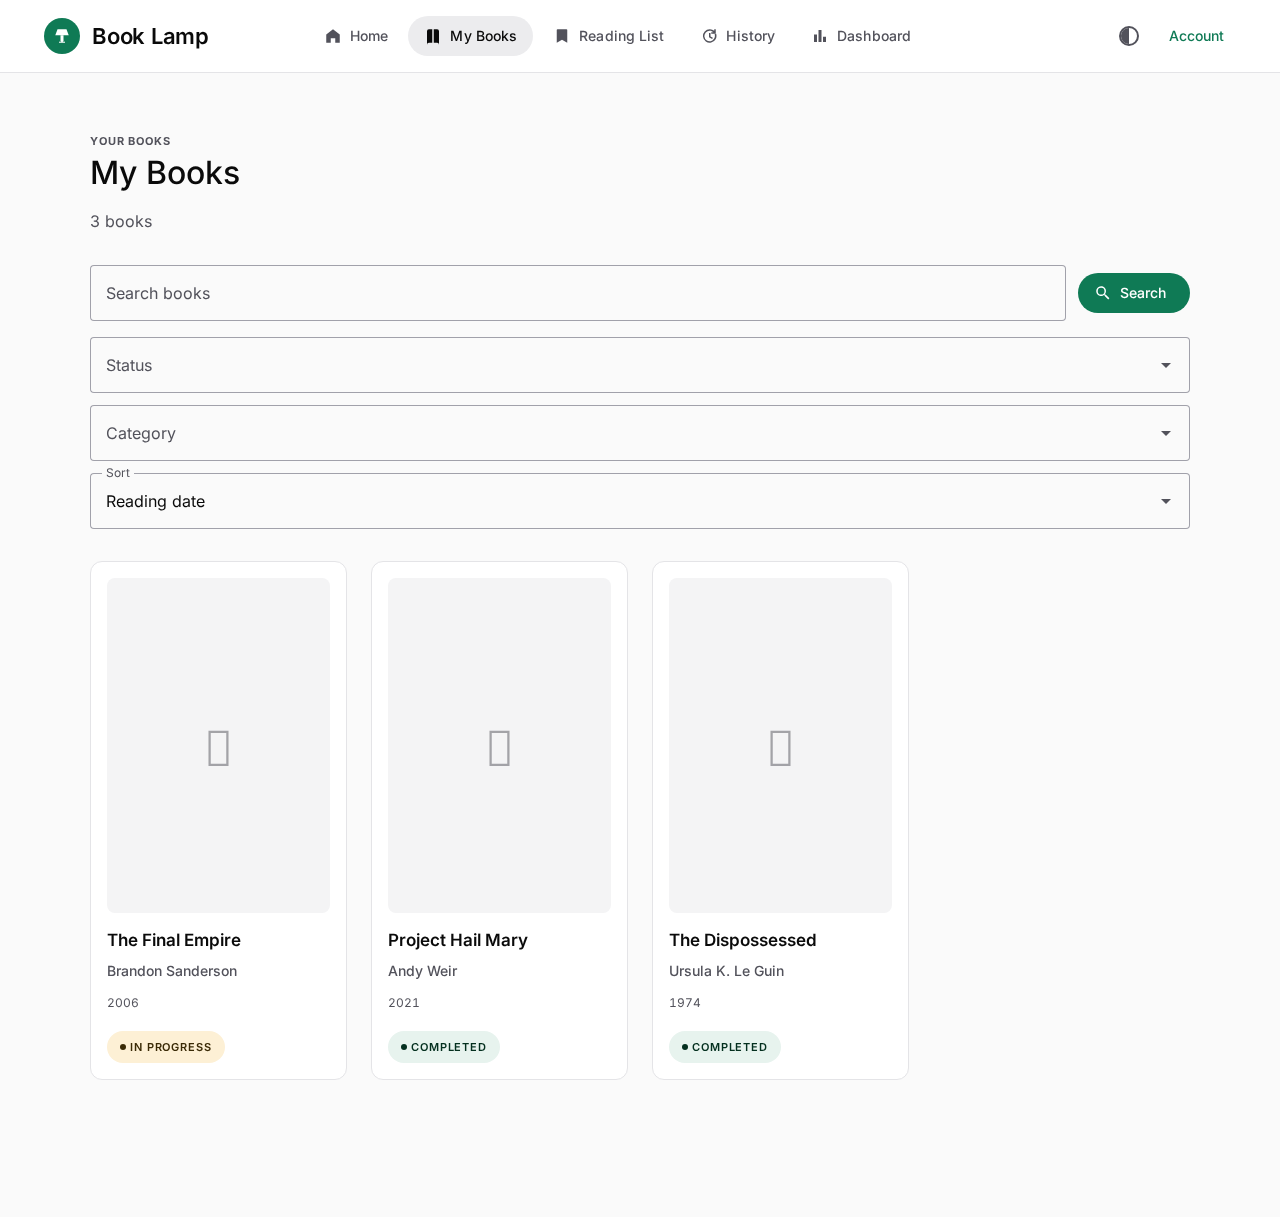 Book Lamp
Home
My Books
Reading List
History
Dashboard
Account
YOUR BOOKS
My Books
3 books
Search books
Search
Status
Category
Sort
Reading date
The Final Empire
Brandon Sanderson
2006
IN PROGRESS
Project Hail Mary
Andy Weir
2021
COMPLETED
The Dispossessed
Ursula K. Le Guin
1974
COMPLETED